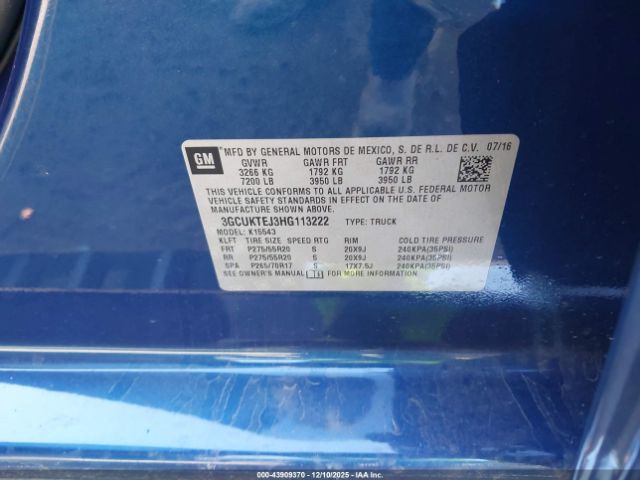 GM
MFD BY GENERAL MOTORS DE MEXICO, S. DE R.L. DE C.V. 07/16
GVWR GAWR FRT GAWR RR
3266 KG 1792 KG 1792 KG
7200 LB 3950 LB 3950 LB
THIS VEHICLE CONFORMS TO ALL APPLICABLE U.S. FEDERAL MOTOR
VEHICLE SAFETY STANDARDS IN EFFECT ON THE DATE OF
MANUFACTURE SHOWN ABOVE.
3GCUKTEJ3HG113222 TYPE: TRUCK
MODEL: K15543
KLFT TIRE SIZE SPEED RTG RIM COLD TIRE PRESSURE
FRT P275/55R20 S 20X9J 240KPA(35PSI)
RR P275/55R20 S 20X9J 240KPA(35PSI)
SPA P265/70R17 S 17X7.5J 240KPA(35PSI)
SEE OWNER'S MANUAL FOR MORE INFORMATION.
000-43909370 - 12/10/2025 - IAA Inc.